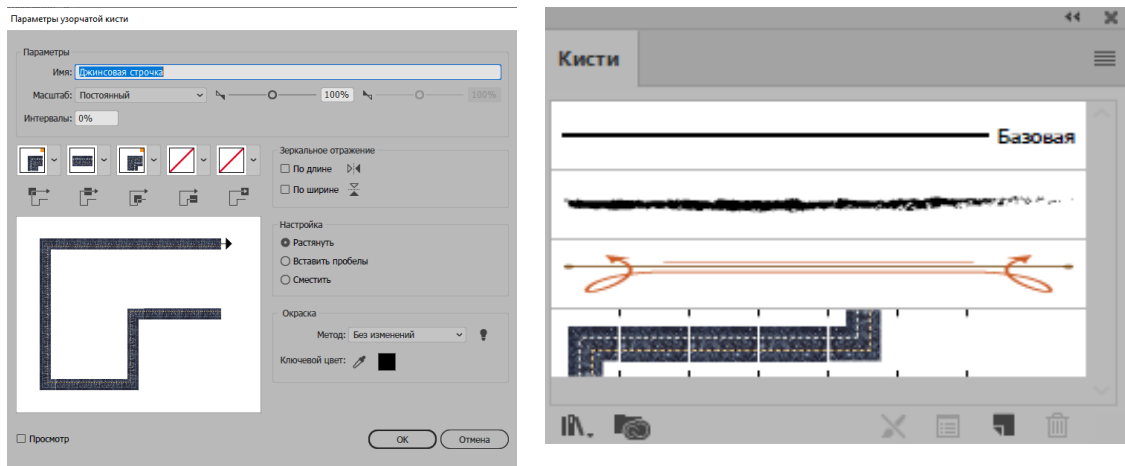 Параметры узорчатой кисти
Параметры
Имя: Джинсовая строчка
Масштаб: Постоянный 100% 100%
Интервалы: 0%
Зеркальное отражение
По длине
По ширине
Настройка
Растянуть
Вставить пробелы
Сместить
Окраска
Метод: Без изменений
Ключевой цвет:
Просмотр
ОК
Отмена
Кисти
Базовая